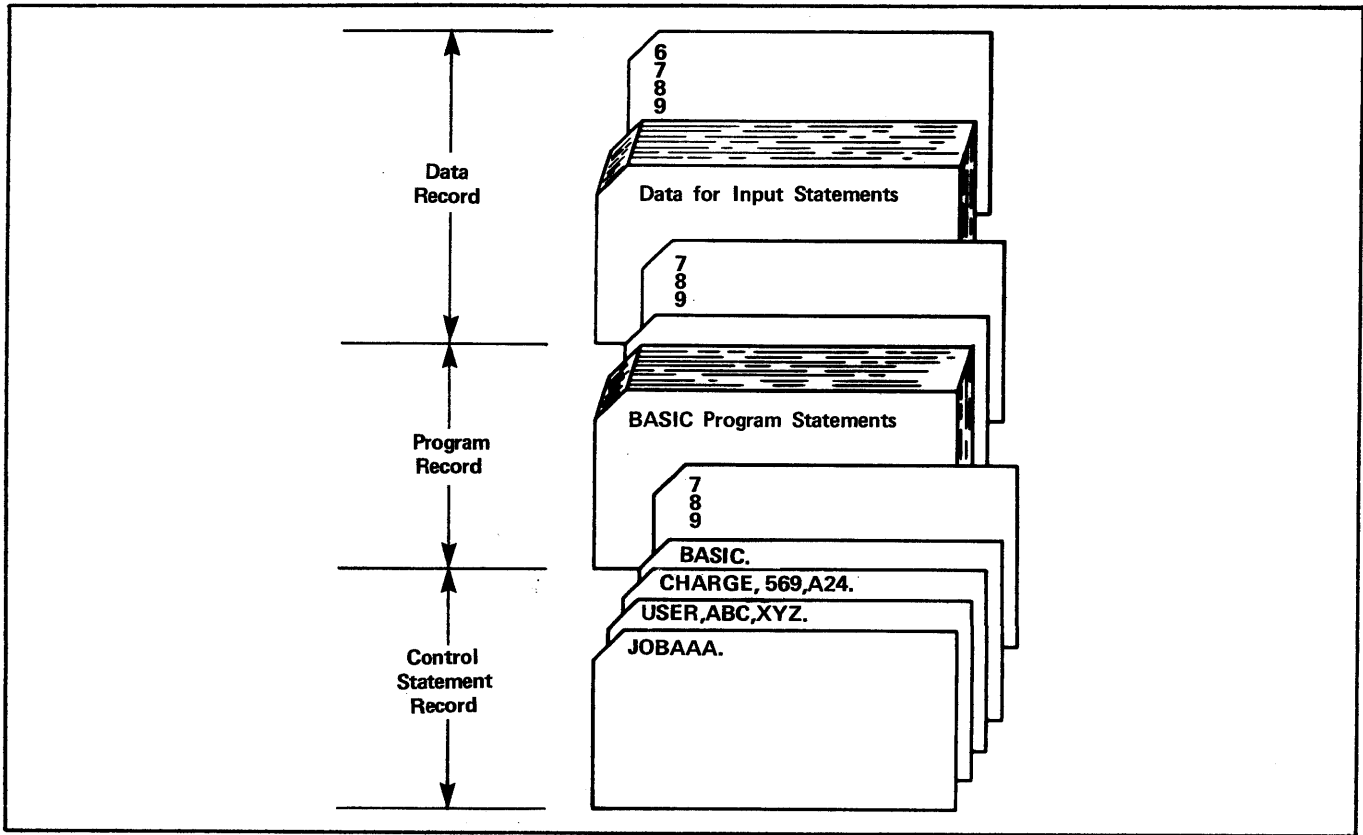 6
7
8
9
Data
Record
Data for Input Statements
7
8
9
Program
Record
BASIC Program Statements
7
8
9
BASIC.
CHARGE, 569,A24.
USER,ABC,XYZ.
JOBAAA.
Control
Statement
Record